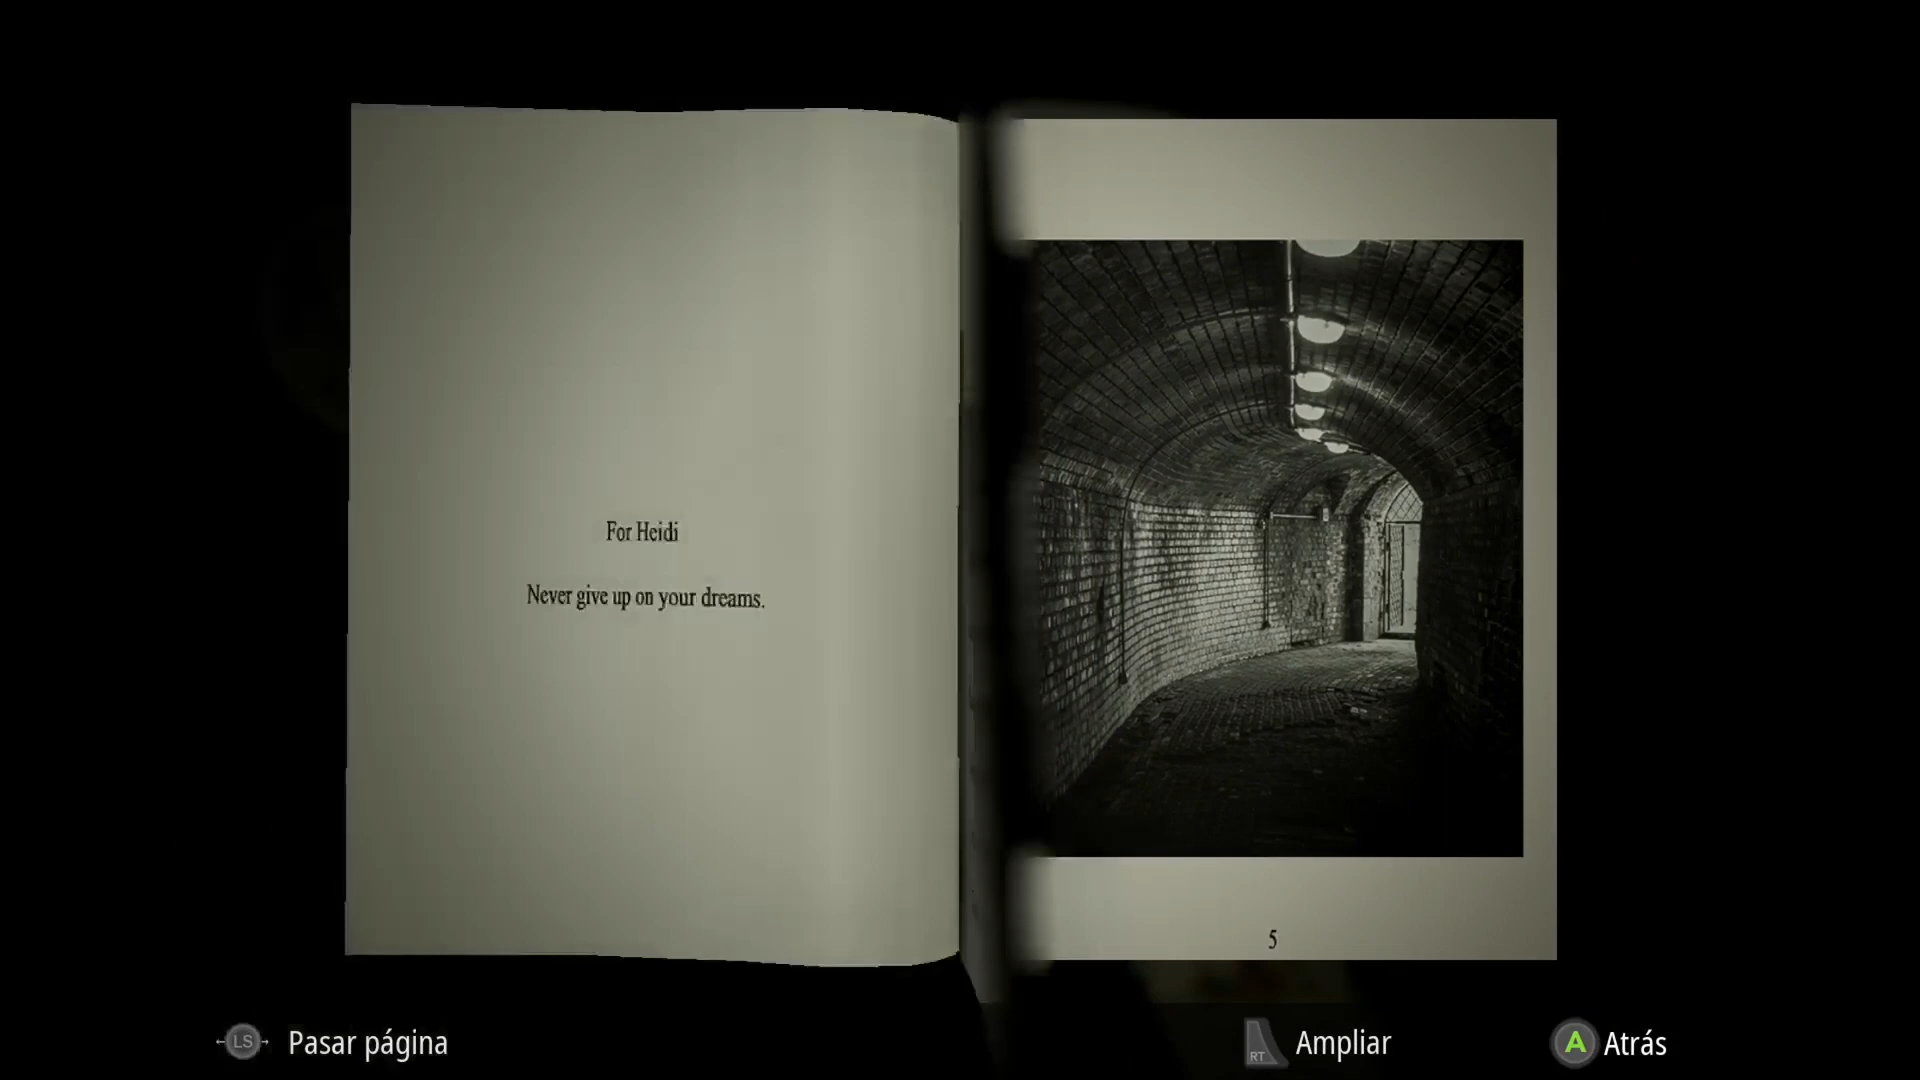 For Heidi
Never give up on your dreams.
5
LS
Pasar página
RT
Ampliar
A
Atrás